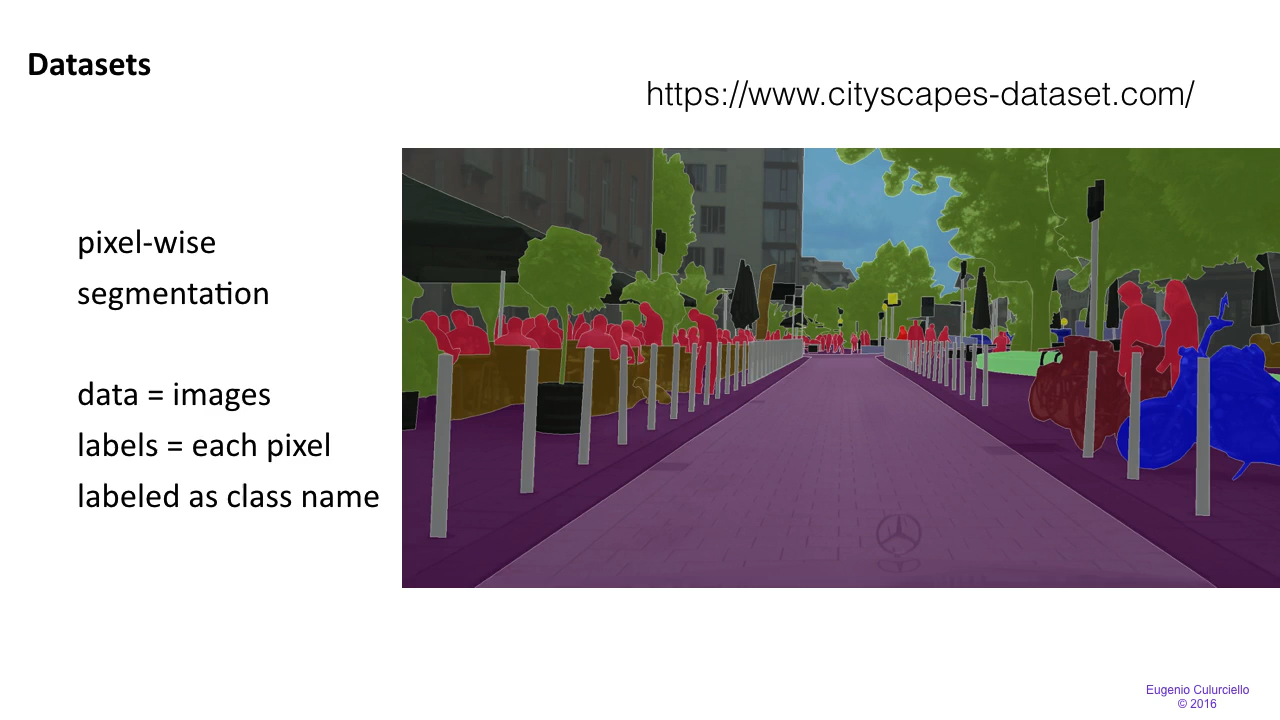 Datasets
https://www.cityscapes-dataset.com/
pixel-wise
segmentation
data = images
labels = each pixel
labeled as class name
Eugenio Culurciello
© 2016